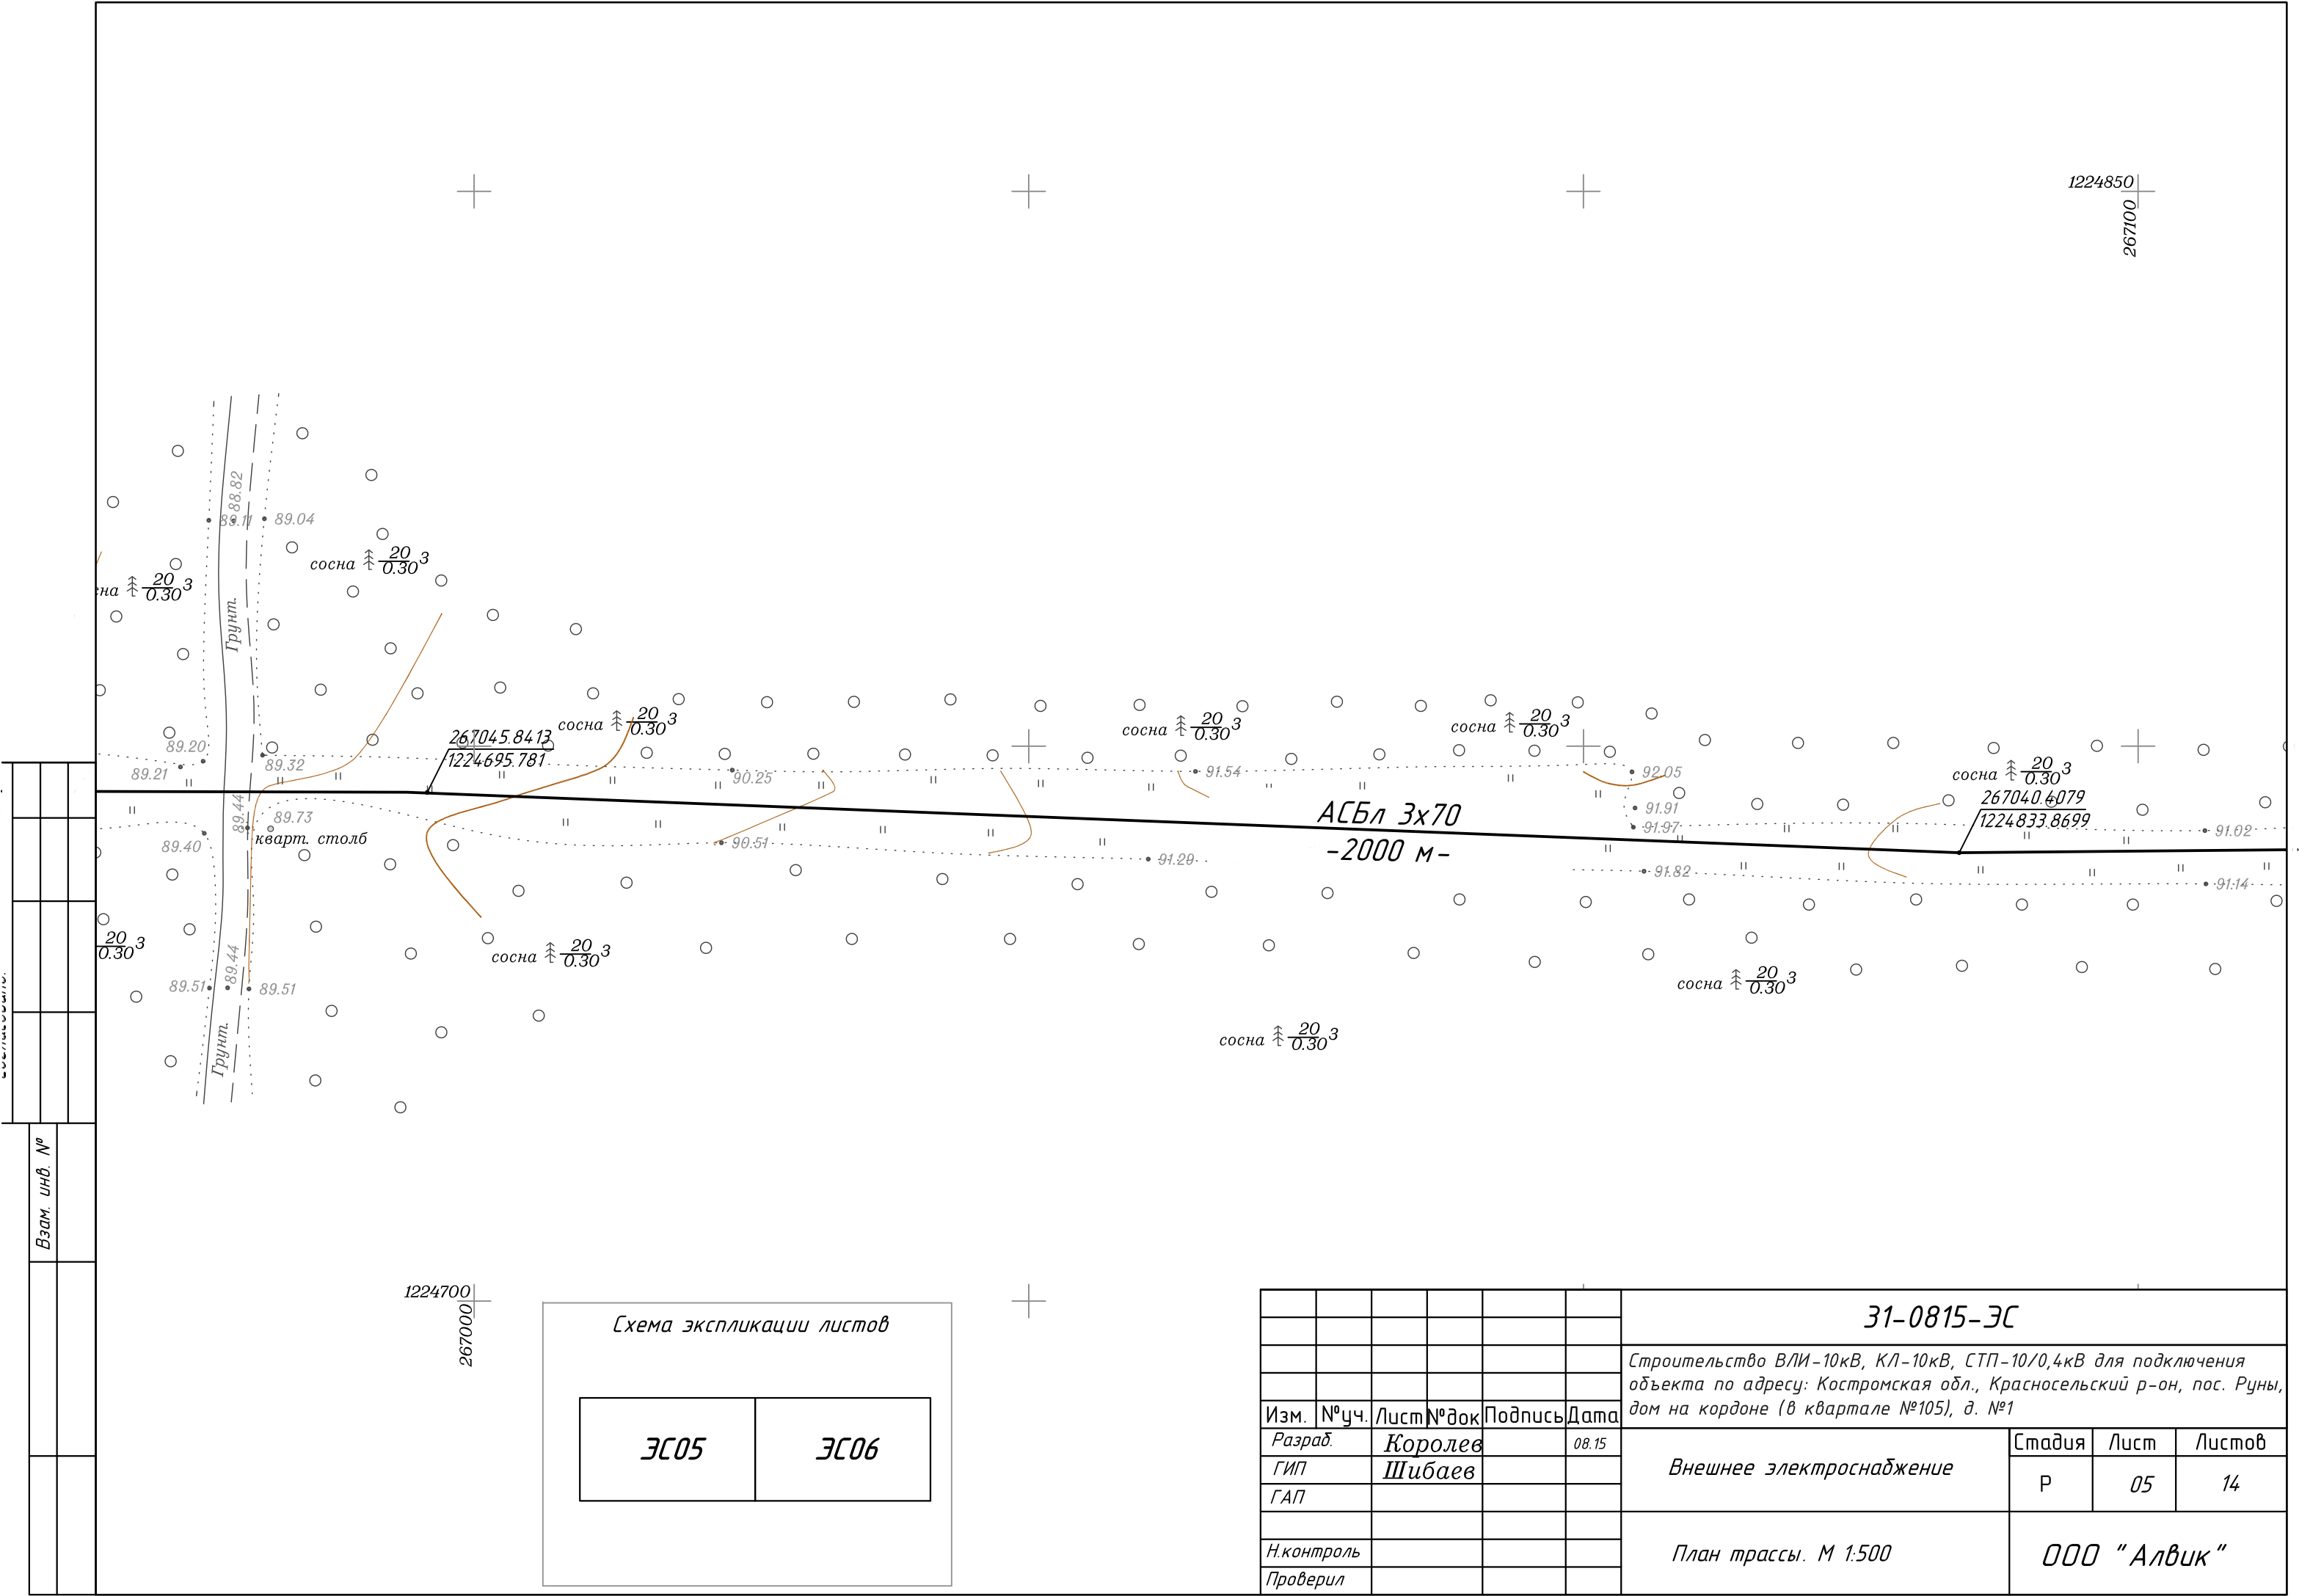 1224850
267100
88.82
89.11
89.04
сосна 20 3
0.30
20 3
0.30
Грунт.
сосна 20 3
0.30
сосна 20 3
0.30
сосна 20 3
0.30
267045.8413
1224695.781
89.20
89.21
89.32
90.25
91.54
92.05
сосна 20 3
0.30
267040.4079
1224833.8699
89.44
89.73
91.91
91.97
АСБл 3х70
-2000 м-
91.02
кварт. столб
89.40
90.51
91.29
91.82
91.14
20 3
0.30
сосна 20 3
0.30
89.44
89.51
89.51
сосна 20 3
0.30
Грунт.
сосна 20 3
0.30
Взам. инв. №
1224700
267000
Схема экспликации листов
ЭС05 ЭС06
31-0815-ЭС
Строительство ВЛИ-10кВ, КЛ-10кВ, СТП-10/0,4кВ для подключения
объекта по адресу: Костромская обл., Красносельский р-он, пос. Руны,
дом на кордоне (в квартале №105), д. №1
Изм. №уч. Лист №док Подпись Дата
Разраб. Королев 08.15
ГИП Шибаев
ГАП
Н.контроль
Проверил
Внешнее электроснабжение
Стадия Лист Листов
Р 05 14
План трассы. М 1:500
ООО "Алвик"